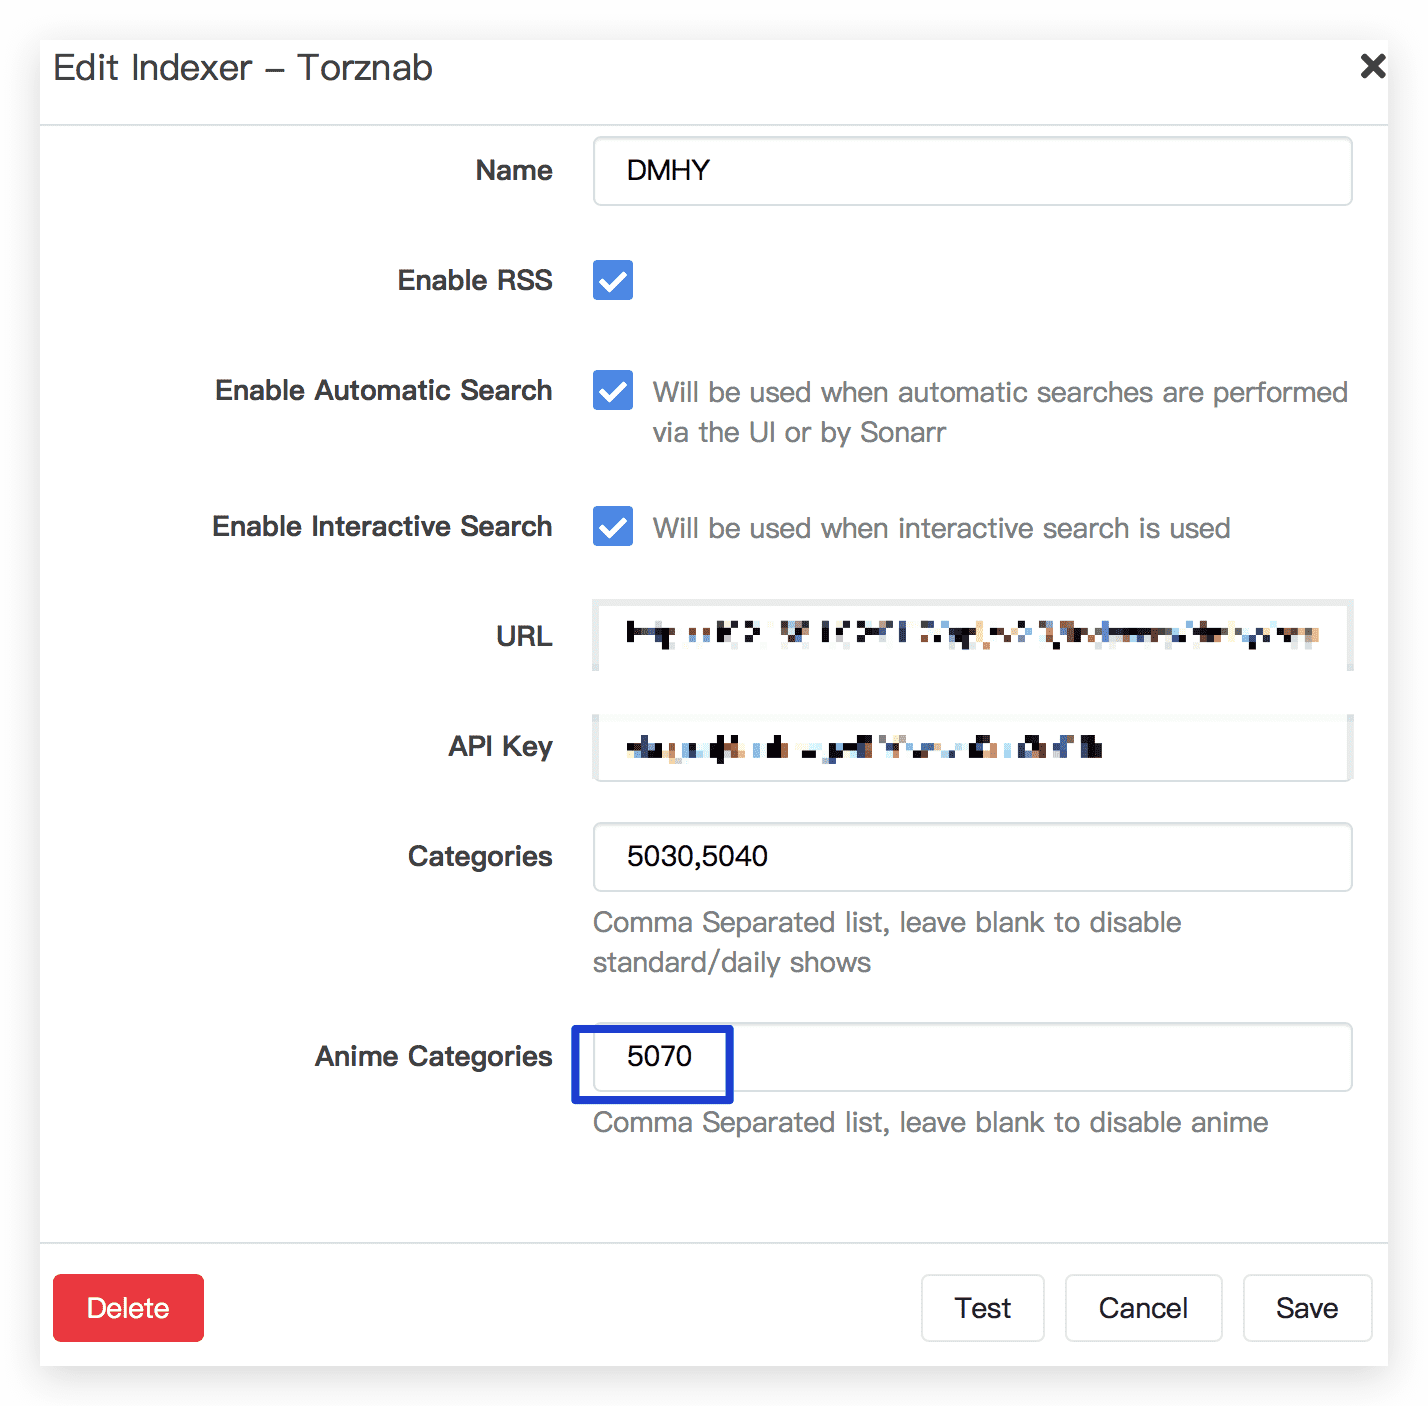 Edit Indexer – Torznab
Name
DMHY
Enable RSS
Enable Automatic Search
Will be used when automatic searches are performed
via the UI or by Sonarr
Enable Interactive Search
Will be used when interactive search is used
URL
API Key
Categories
5030,5040
Comma Separated list, leave blank to disable
standard/daily shows
Anime Categories
5070
Comma Separated list, leave blank to disable anime
Delete
Test
Cancel
Save